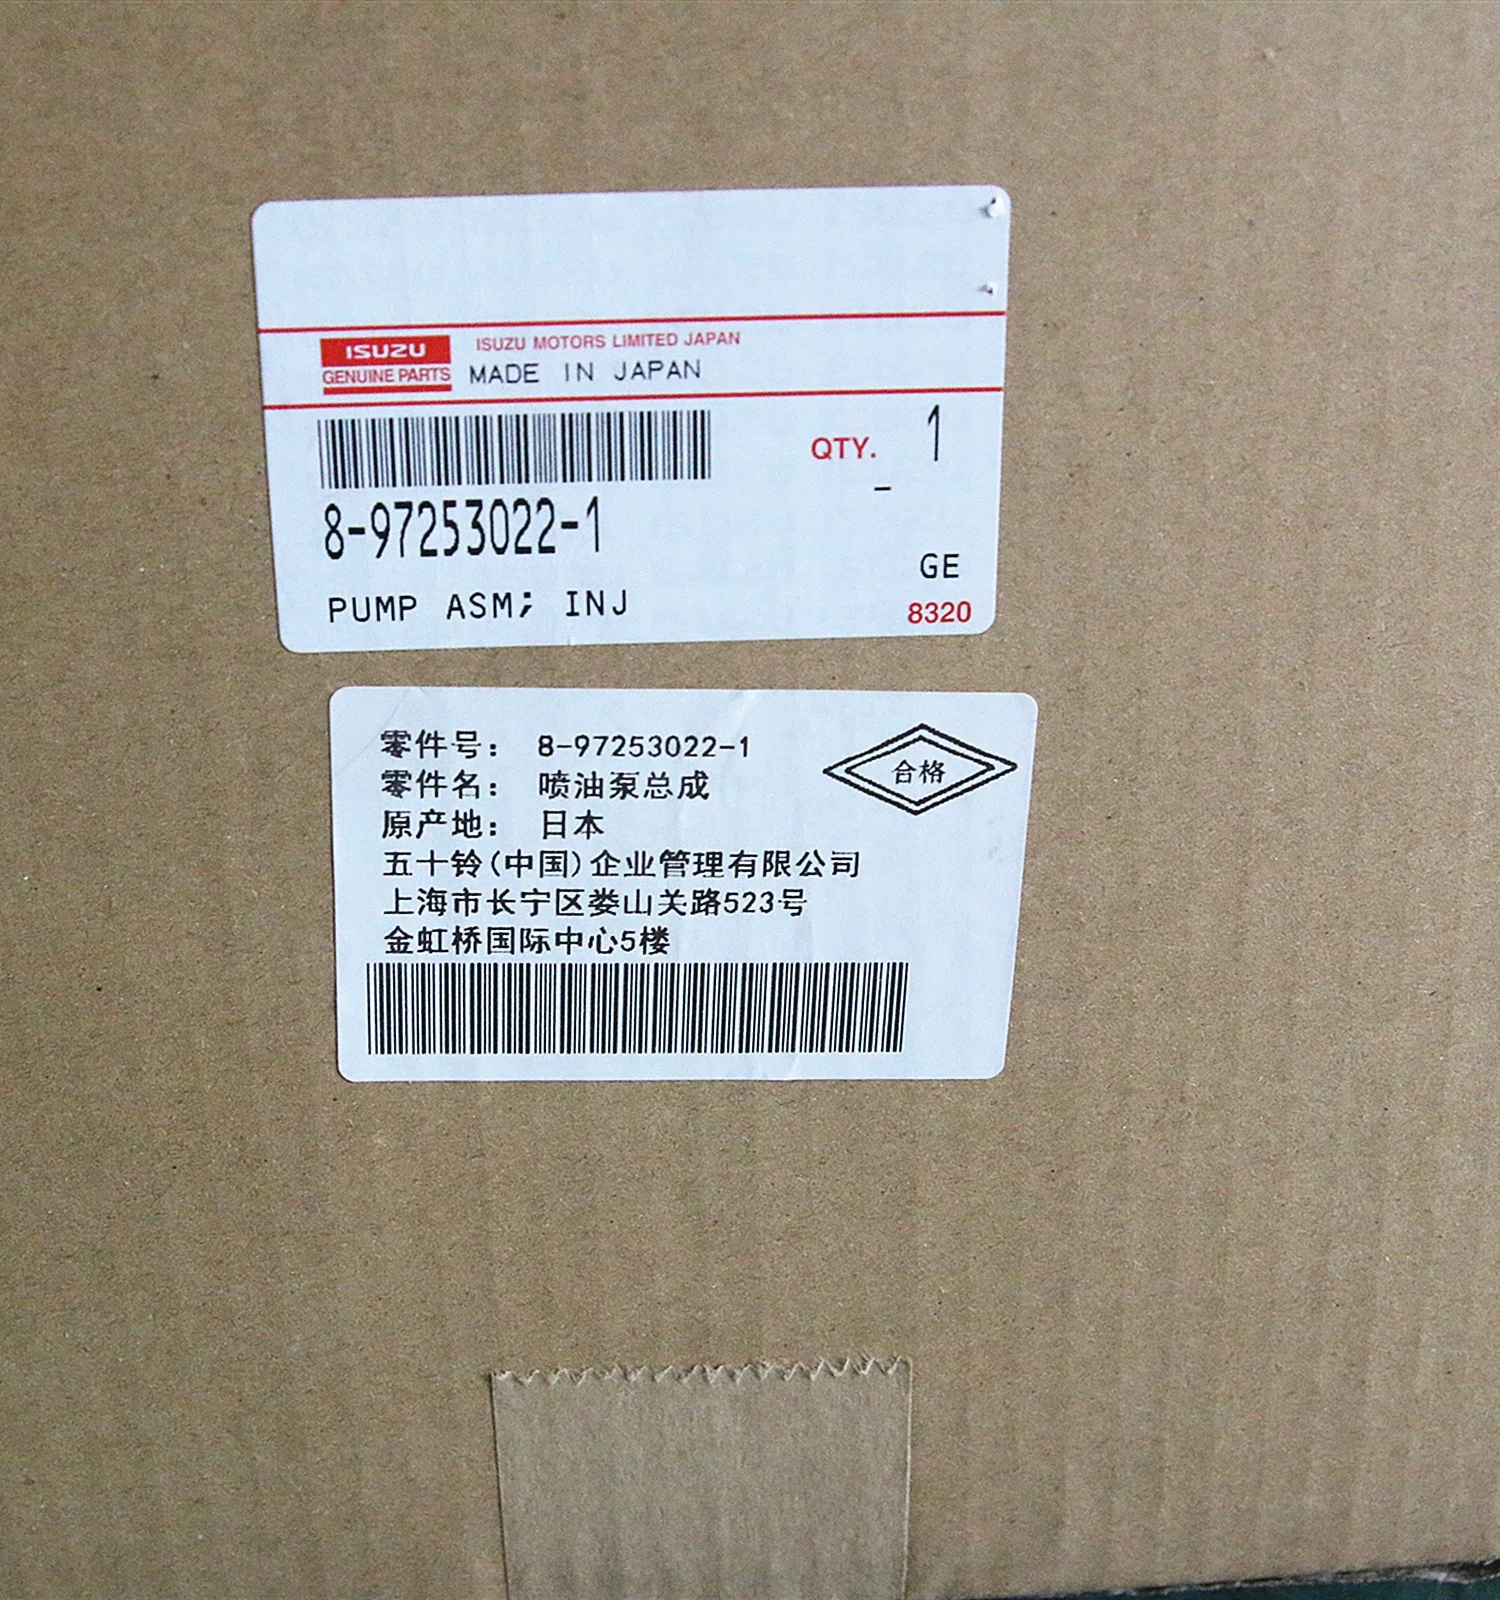 ISUZU
GENUINE PARTS
ISUZU MOTORS LIMITED JAPAN
MADE IN JAPAN
QTY. 1
-
8-97253022-1
GE
PUMP ASM; INJ
8320
零件号： 8-97253022-1
零件名： 喷油泵总成
合格
原产地： 日本
五十铃(中国)企业管理有限公司
上海市长宁区娄山关路523号
金虹桥国际中心5楼